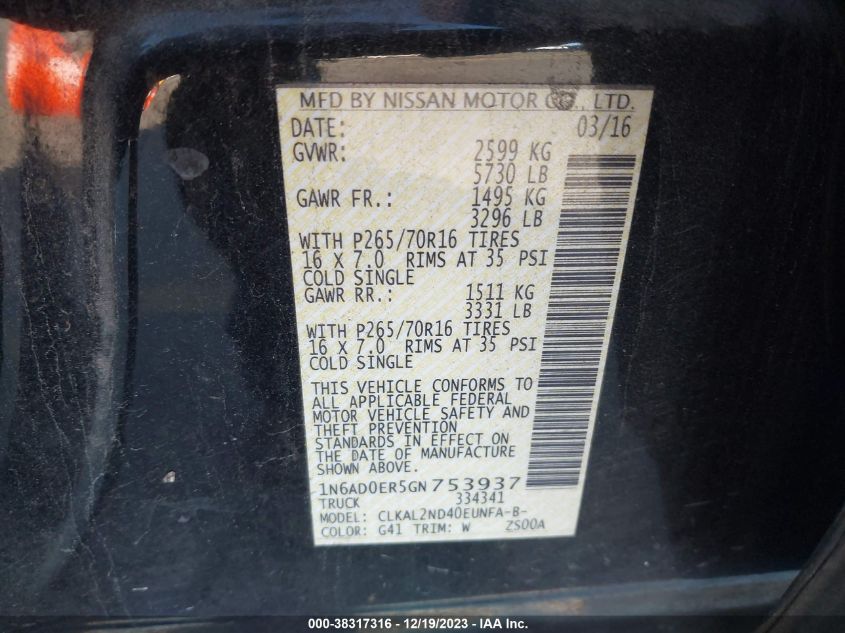 MFD BY NISSAN MOTOR CO., LTD.
DATE: 03/16
GVWR: 2599 KG
5730 LB
GAWR FR.: 1495 KG
3296 LB
WITH P265/70R16 TIRES
16 X 7.0 RIMS AT 35 PSI
COLD SINGLE
GAWR RR.: 1511 KG
3331 LB
WITH P265/70R16 TIRES
16 X 7.0 RIMS AT 35 PSI
COLD SINGLE
THIS VEHICLE CONFORMS TO
ALL APPLICABLE FEDERAL
MOTOR VEHICLE SAFETY AND
THEFT PREVENTION
STANDARDS IN EFFECT ON
THE DATE OF MANUFACTURE
SHOWN ABOVE.
1N6AD0ER5GN753937
TRUCK 334341
MODEL: CLKAL2ND40EUNFA-B-
COLOR: G41 TRIM: W ZS00A
000-38317316 - 12/19/2023 - IAA Inc.